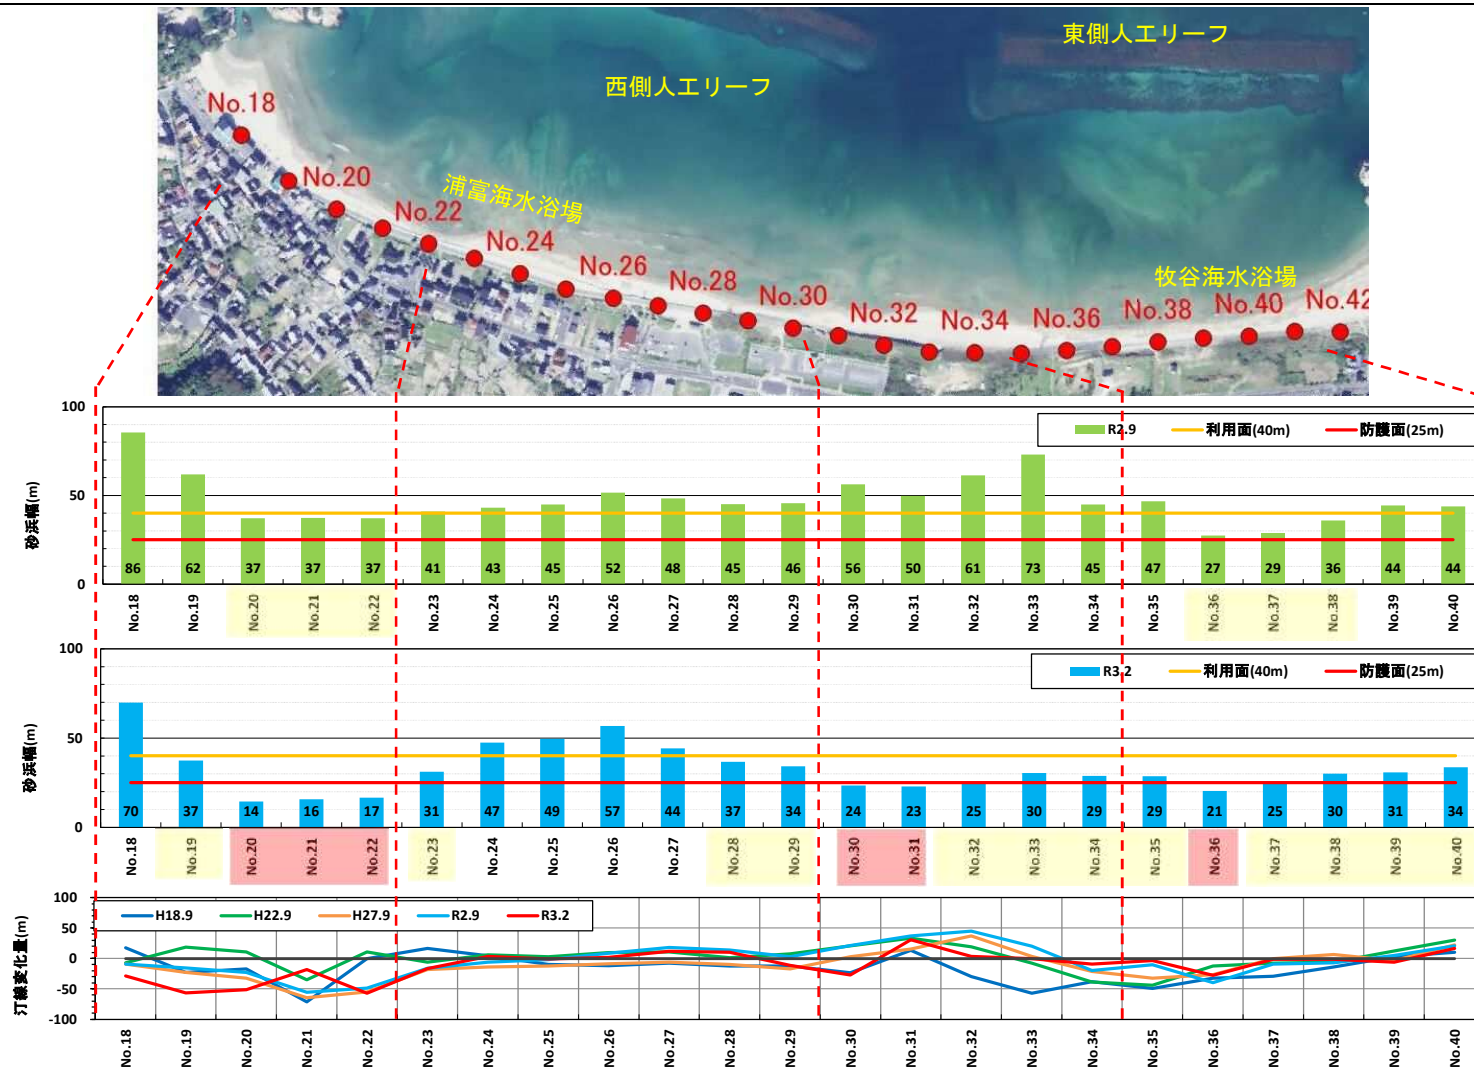 東側人工リーフ
西側人工リーフ
No.18
No.20
浦富海水浴場
No.22
No.24
No.26
No.28
No.30
No.32
No.34
No.36
牧谷海水浴場
No.38
No.40
No.42
砂浜幅(m)
100
50
0
R2.9 利用面(40m) 防護面(25m)
86 62 37 37 37 41 43 45 52 48 45 46 56 50 61 73 45 47 27 29 36 44 44
No.18 No.19 No.20 No.21 No.22 No.23 No.24 No.25 No.26 No.27 No.28 No.29 No.30 No.31 No.32 No.33 No.34 No.35 No.36 No.37 No.38 No.39 No.40
砂浜幅(m)
100
50
0
R3.2 利用面(40m) 防護面(25m)
70 37 14 16 17 31 47 49 57 44 37 34 24 23 25 30 29 29 21 25 30 31 34
No.18 No.19 No.20 No.21 No.22 No.23 No.24 No.25 No.26 No.27 No.28 No.29 No.30 No.31 No.32 No.33 No.34 No.35 No.36 No.37 No.38 No.39 No.40
汀線変化量(m)
100
50
0
-50
-100
H18.9 H22.9 H27.9 R2.9 R3.2
No.18 No.19 No.20 No.21 No.22 No.23 No.24 No.25 No.26 No.27 No.28 No.29 No.30 No.31 No.32 No.33 No.34 No.35 No.36 No.37 No.38 No.39 No.40